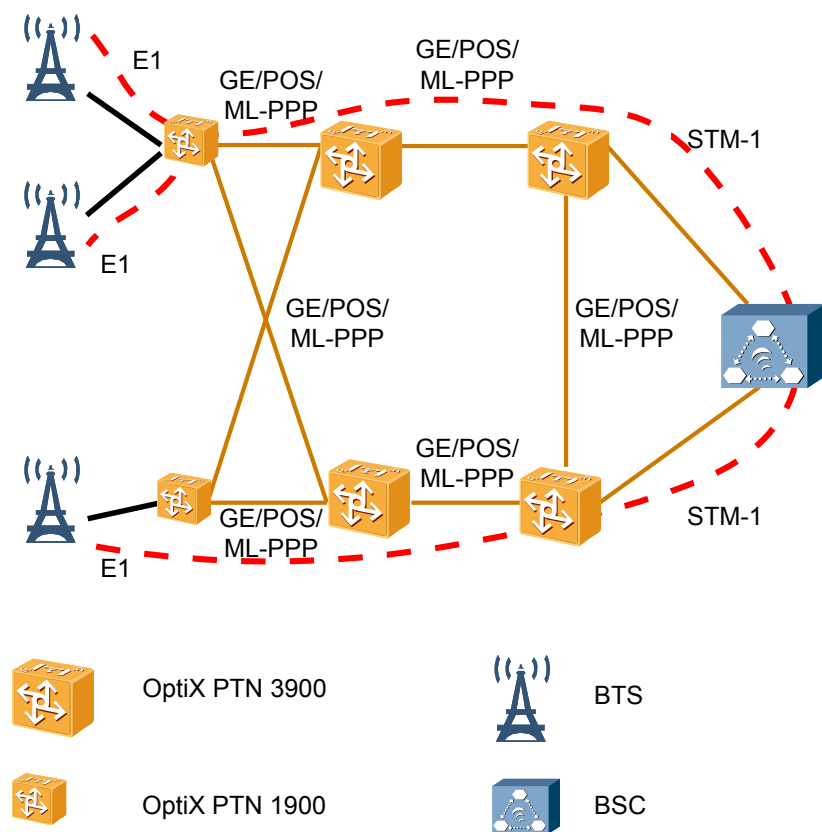 E1
GE/POS/
ML-PPP
GE/POS/
ML-PPP
STM-1
E1
GE/POS/
ML-PPP
GE/POS/
ML-PPP
GE/POS/
ML-PPP
GE/POS/
ML-PPP
STM-1
E1
OptiX PTN 3900
BTS
OptiX PTN 1900
BSC